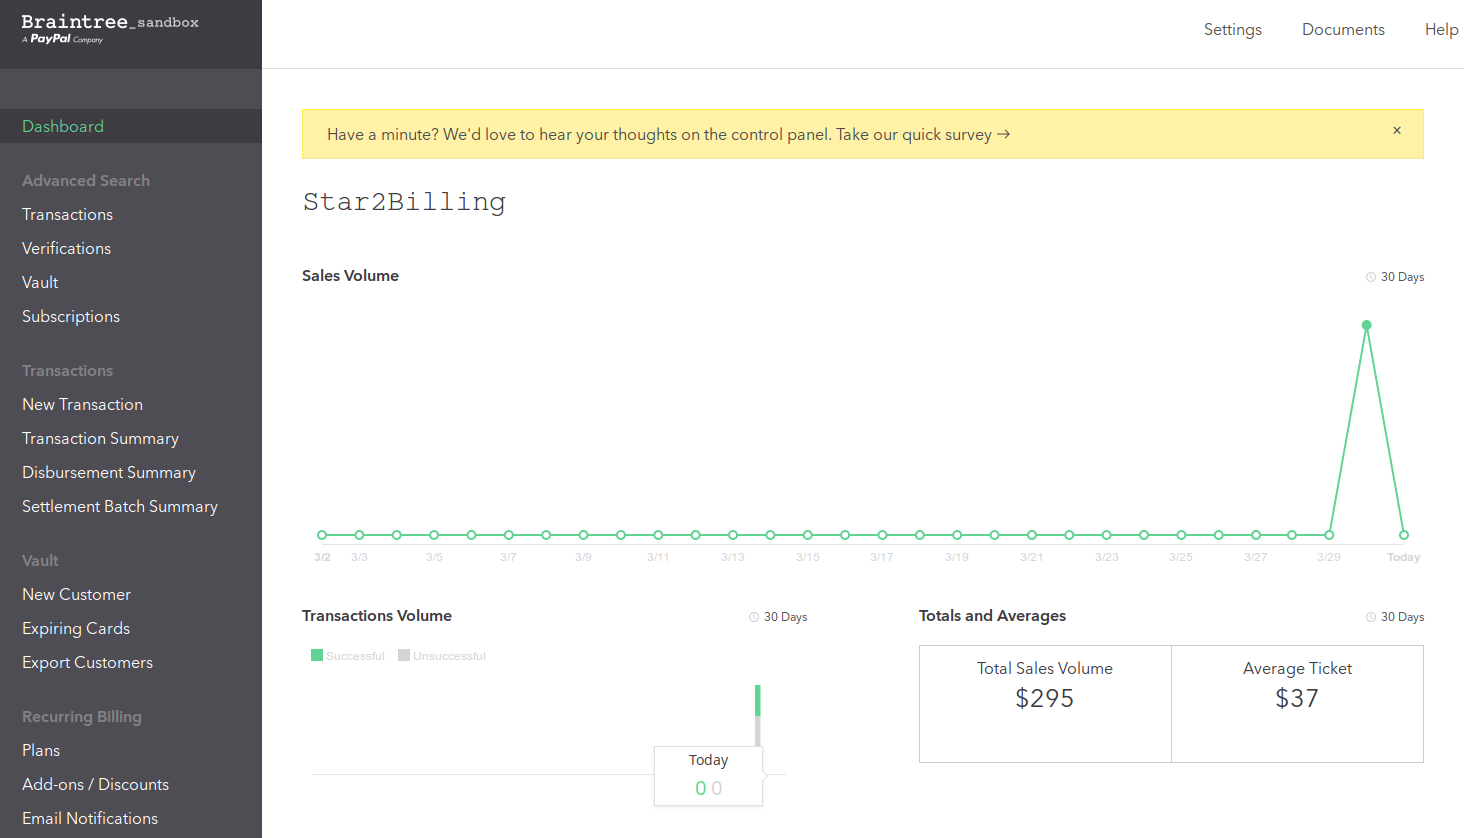 Braintree_sandbox
A PayPal Company
Settings Documents Help
Dashboard
Advanced Search
Transactions
Verifications
Vault
Subscriptions
Transactions
New Transaction
Transaction Summary
Disbursement Summary
Settlement Batch Summary
Vault
New Customer
Expiring Cards
Export Customers
Recurring Billing
Plans
Add-ons / Discounts
Email Notifications
Have a minute? We'd love to hear your thoughts on the control panel. Take our quick survey → ×
Star2Billing
Sales Volume 30 Days
3/2 3/3 3/5 3/7 3/9 3/11 3/13 3/15 3/17 3/19 3/21 3/23 3/25 3/27 3/29 Today
Transactions Volume 30 Days
Successful Unsuccessful
Today
0 0
Totals and Averages 30 Days
Total Sales Volume
$295
Average Ticket
$37